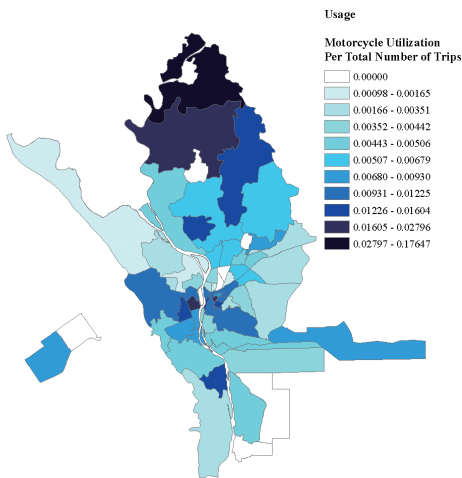 Usage
Motorcycle Utilization
Per Total Number of Trips
0.00000
0.00098 - 0.00165
0.00166 - 0.00351
0.00352 - 0.00442
0.00443 - 0.00506
0.00507 - 0.00679
0.00680 - 0.00930
0.00931 - 0.01225
0.01226 - 0.01604
0.01605 - 0.02796
0.02797 - 0.17647